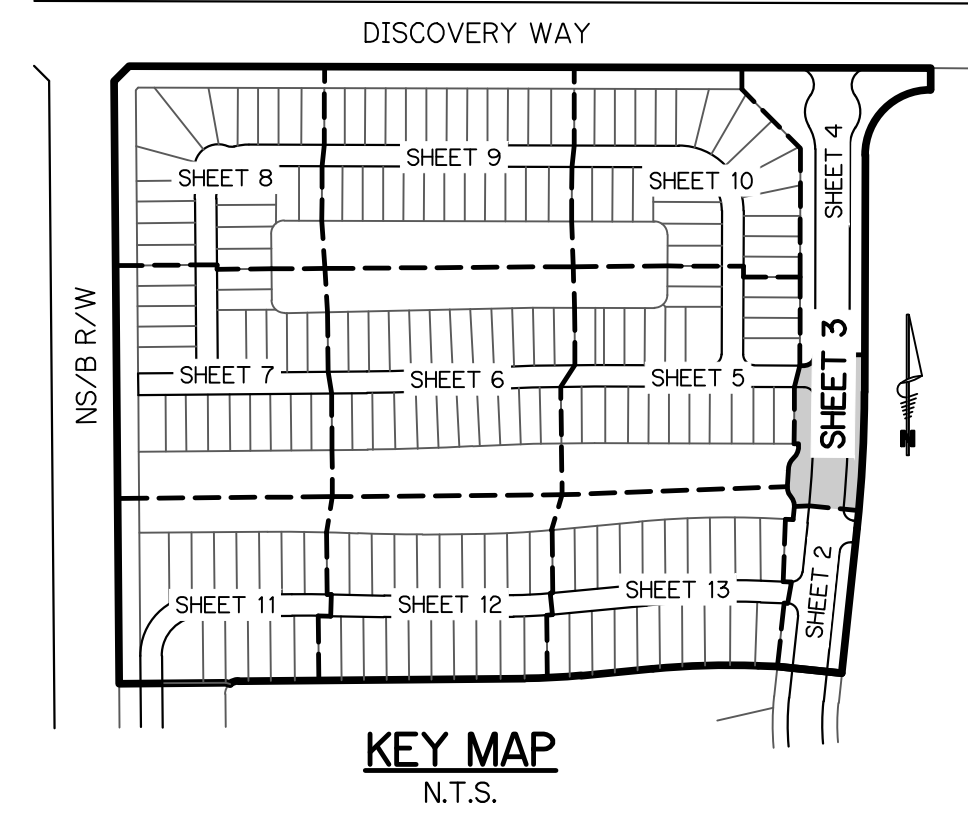 DISCOVERY WAY
SHEET 4
SHEET 9
SHEET 8
SHEET 10
NS/B R/W
SHEET 3
SHEET 7
SHEET 6
SHEET 5
SHEET 2
SHEET 11
SHEET 12
SHEET 13
KEY MAP
N.T.S.
N